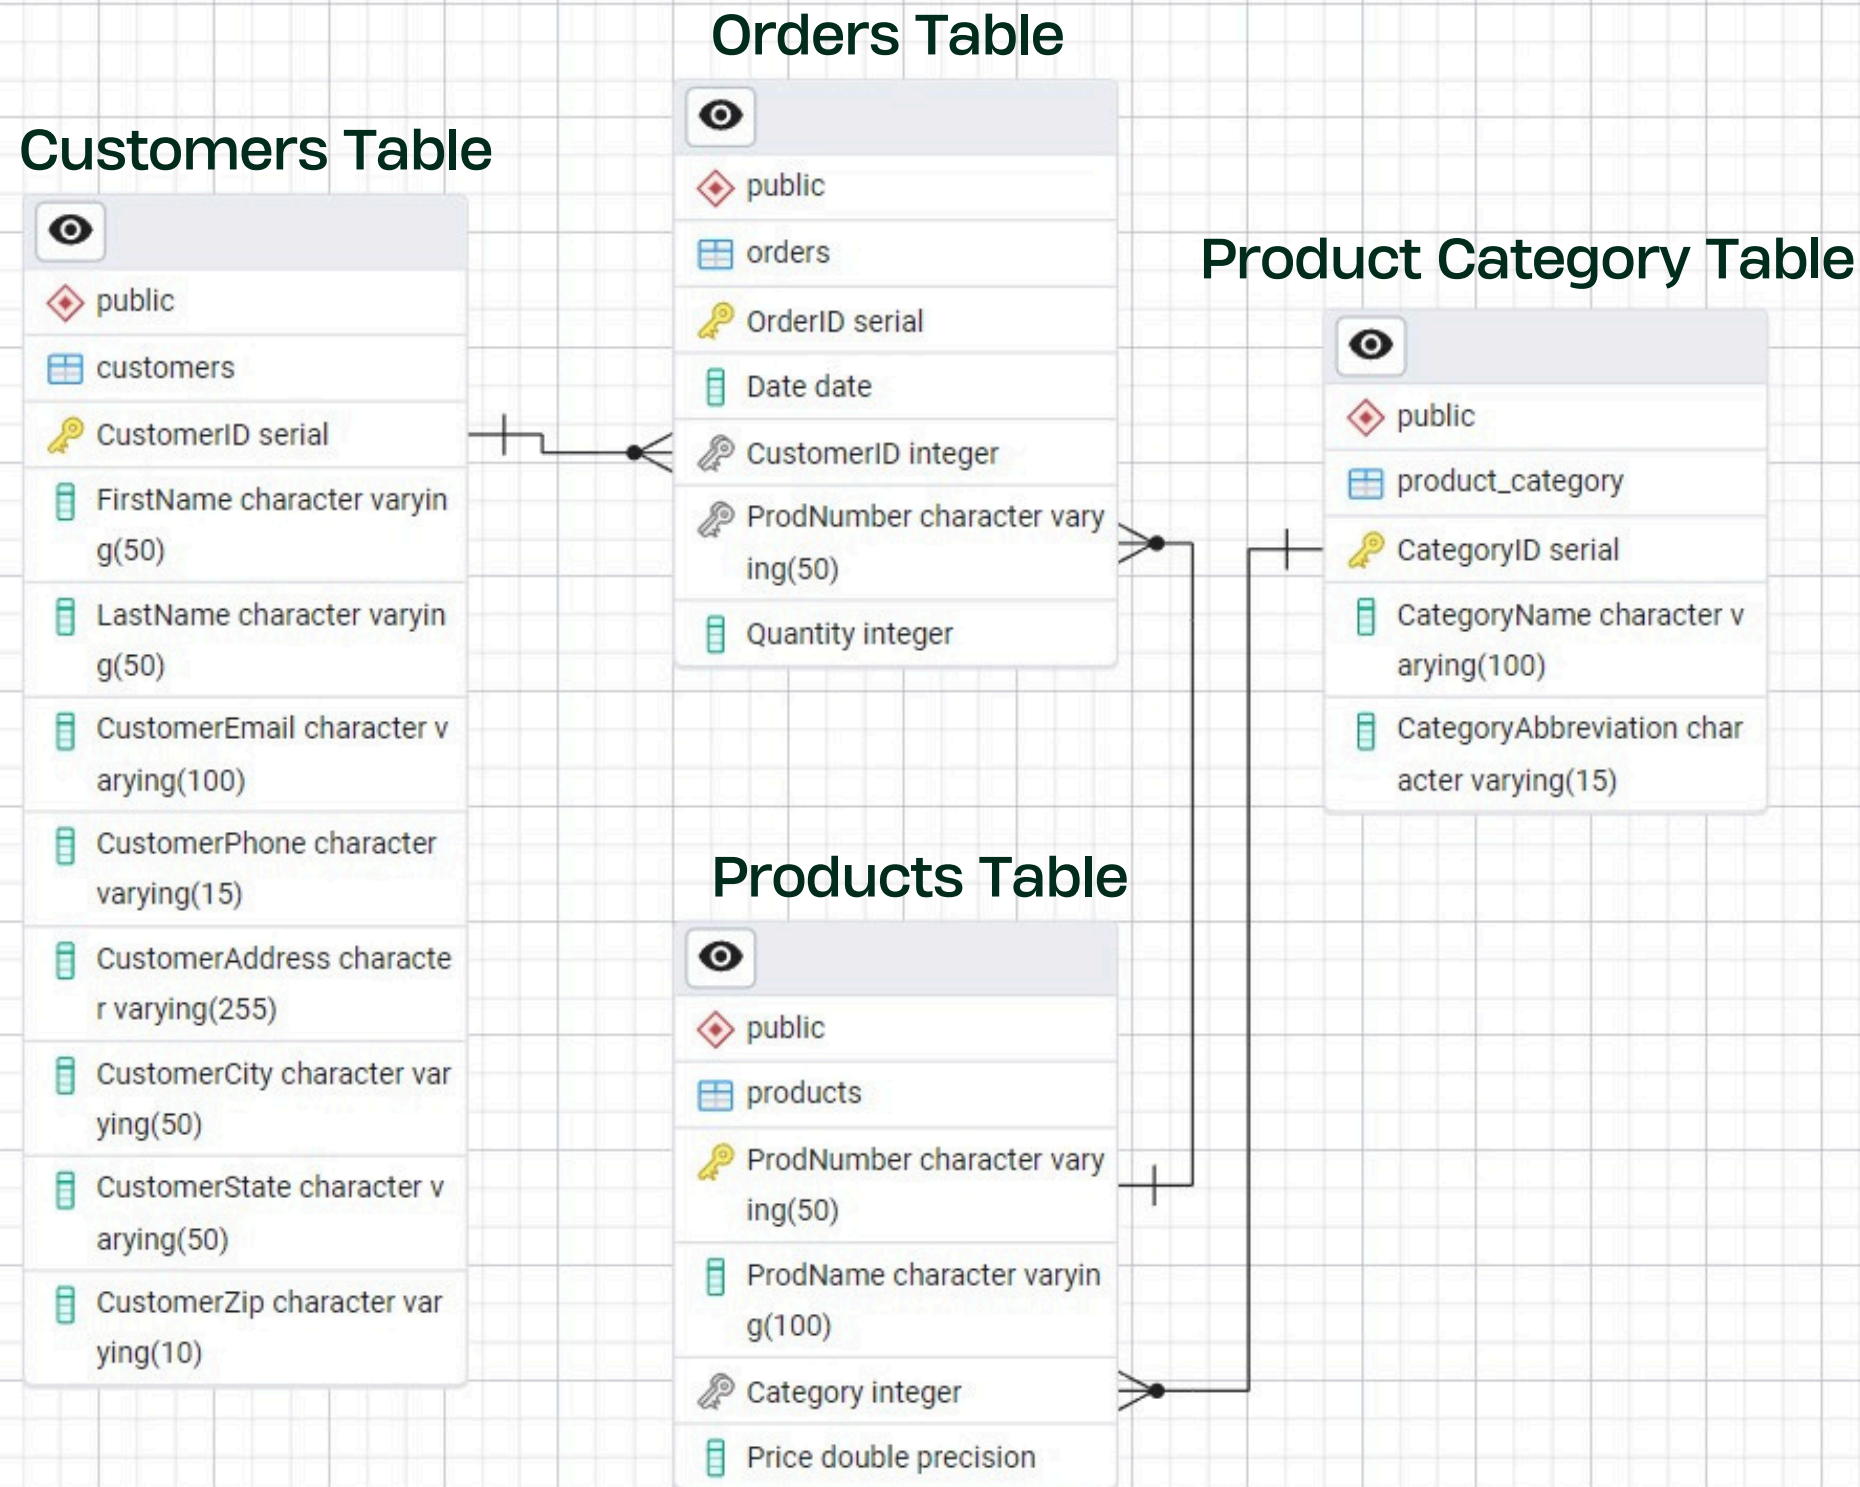 Customers Table
public
customers
CustomerID serial
FirstName character varyin
g(50)
LastName character varyin
g(50)
CustomerEmail character v
arying(100)
CustomerPhone character
varying(15)
CustomerAddress characte
r varying(255)
CustomerCity character var
ying(50)
CustomerState character v
arying(50)
CustomerZip character var
ying(10)
Orders Table
public
orders
OrderID serial
Date date
CustomerID integer
ProdNumber character vary
ing(50)
Quantity integer
Products Table
public
products
ProdNumber character vary
ing(50)
ProdName character varyin
g(100)
Category integer
Price double precision
Product Category Table
public
product_category
CategoryID serial
CategoryName character v
arying(100)
CategoryAbbreviation char
acter varying(15)